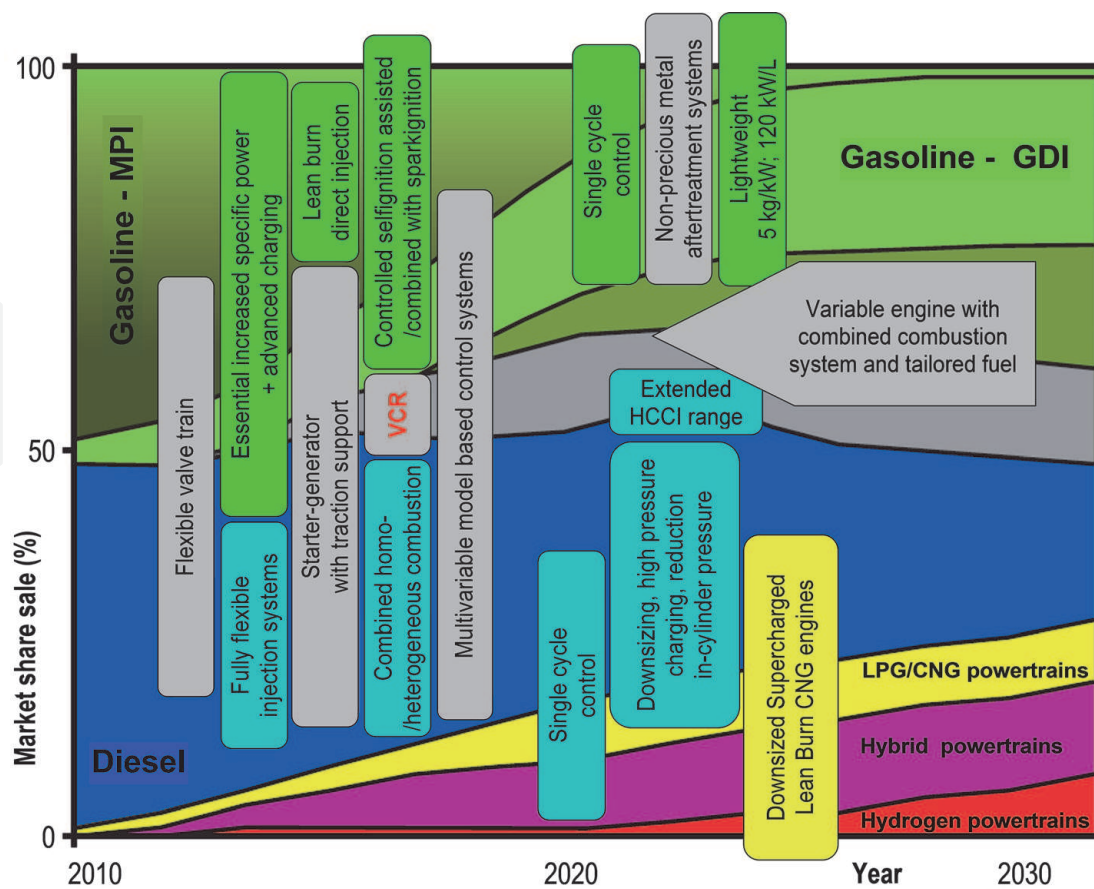 100
50
0
Market share sale (%)
2010
2020
Year
2030
Gasoline - MPI
Gasoline - GDI
Diesel
LPG/CNG powertrains
Hybrid powertrains
Hydrogen powertrains
Flexible valve train
Essential increased specific power
+ advanced charging
Fully flexible
injection systems
Lean burn
direct injection
Starter-generator
with traction support
Controlled selfignition assisted
/combined with sparkignition
VCR
Combined homo-
/heterogeneous combustion
Multivariable model based control systems
Single cycle
control
Non-precious metal
aftertreatment systems
Lightweight
5 kg/kW; 120 kW/L
Variable engine with
combined combustion
system and tailored fuel
Extended
HCCI range
Single cycle
control
Downsizing, high pressure
charging, reduction
in-cylinder pressure
Downsized Supercharged
Lean Burn CNG engines